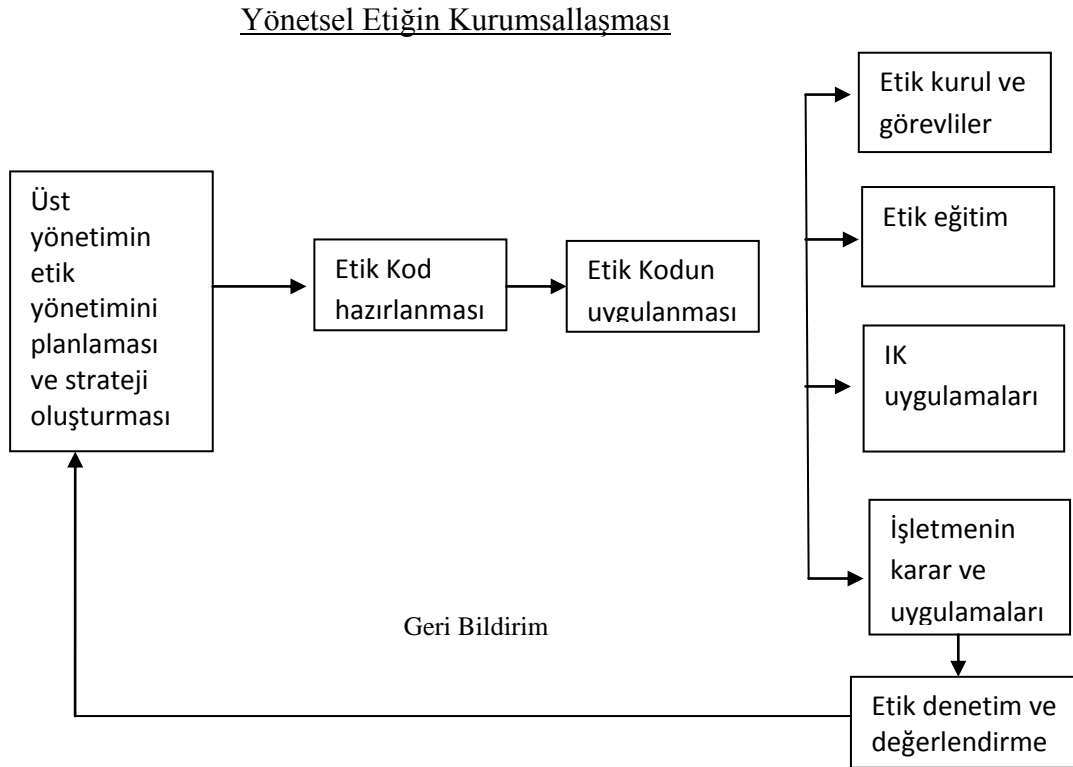 Yönetsel Etiğin Kurumsallaşması
Üst
yönetimin
etik
yönetimini
planlaması
ve strateji
oluşturması
Etik Kod
hazırlanması
Etik Kodun
uygulanması
Etik kurul ve
görevliler
Etik eğitim
IK
uygulamaları
İşletmenin
karar ve
uygulamaları
Etik denetim ve
değerlendirme
Geri Bildirim